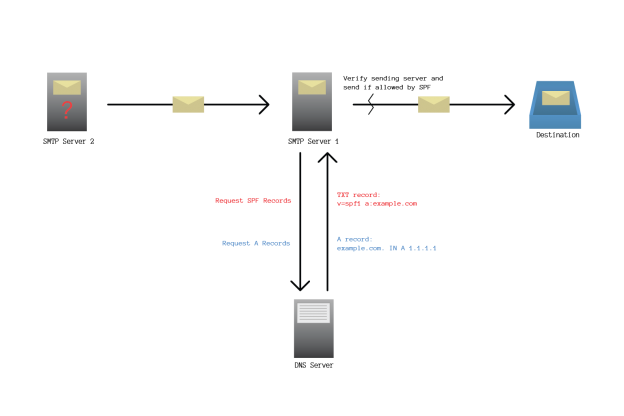 Verify sending server and
send if allowed by SPF
?
SMTP Server 2
SMTP Server 1
Destination
Request SPF Records
TXT record:
v=spf1 a:example.com
Request A Records
A record:
example.com. IN A 1.1.1.1
DNS Server